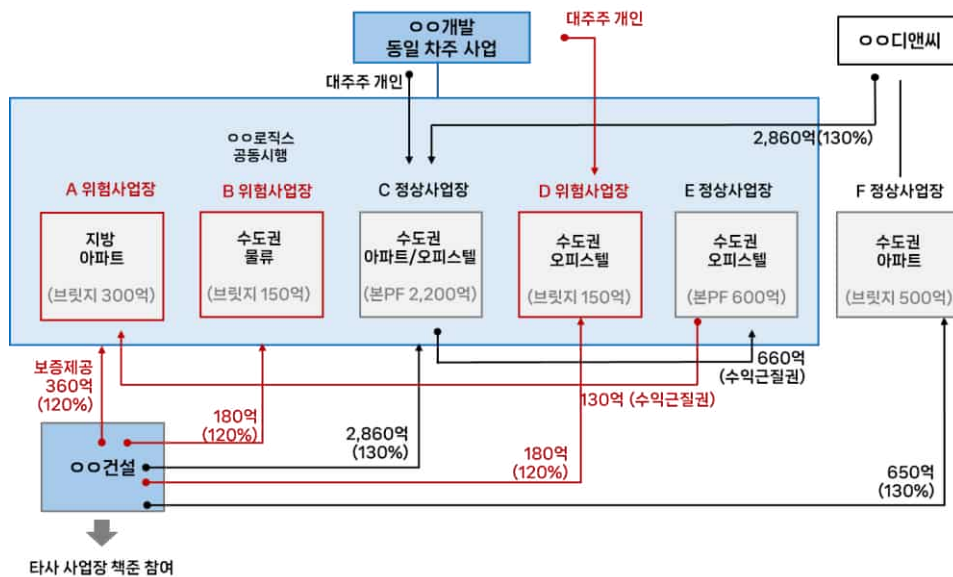 ㅇㅇ개발
동일 차주 사업
대주주 개인
ㅇㅇ디앤씨
대주주 개인
2,860억(130%)
ㅇㅇ로직스
공동시행
A 위험사업장
B 위험사업장
C 정상사업장
D 위험사업장
E 정상사업장
F 정상사업장
지방
아파트
(브릿지 300억)
수도권
물류
(브릿지 150억)
수도권
아파트/오피스텔
(본PF 2,200억)
수도권
오피스텔
(브릿지 150억)
수도권
오피스텔
(본PF 600억)
수도권
아파트
(브릿지 500억)
보증제공
360억
(120%)
180억
(120%)
2,860억
(130%)
180억
(120%)
130억 (수익근질권)
660억
(수익근질권)
650억
(130%)
ㅇㅇ건설
타사 사업장 책준 참여